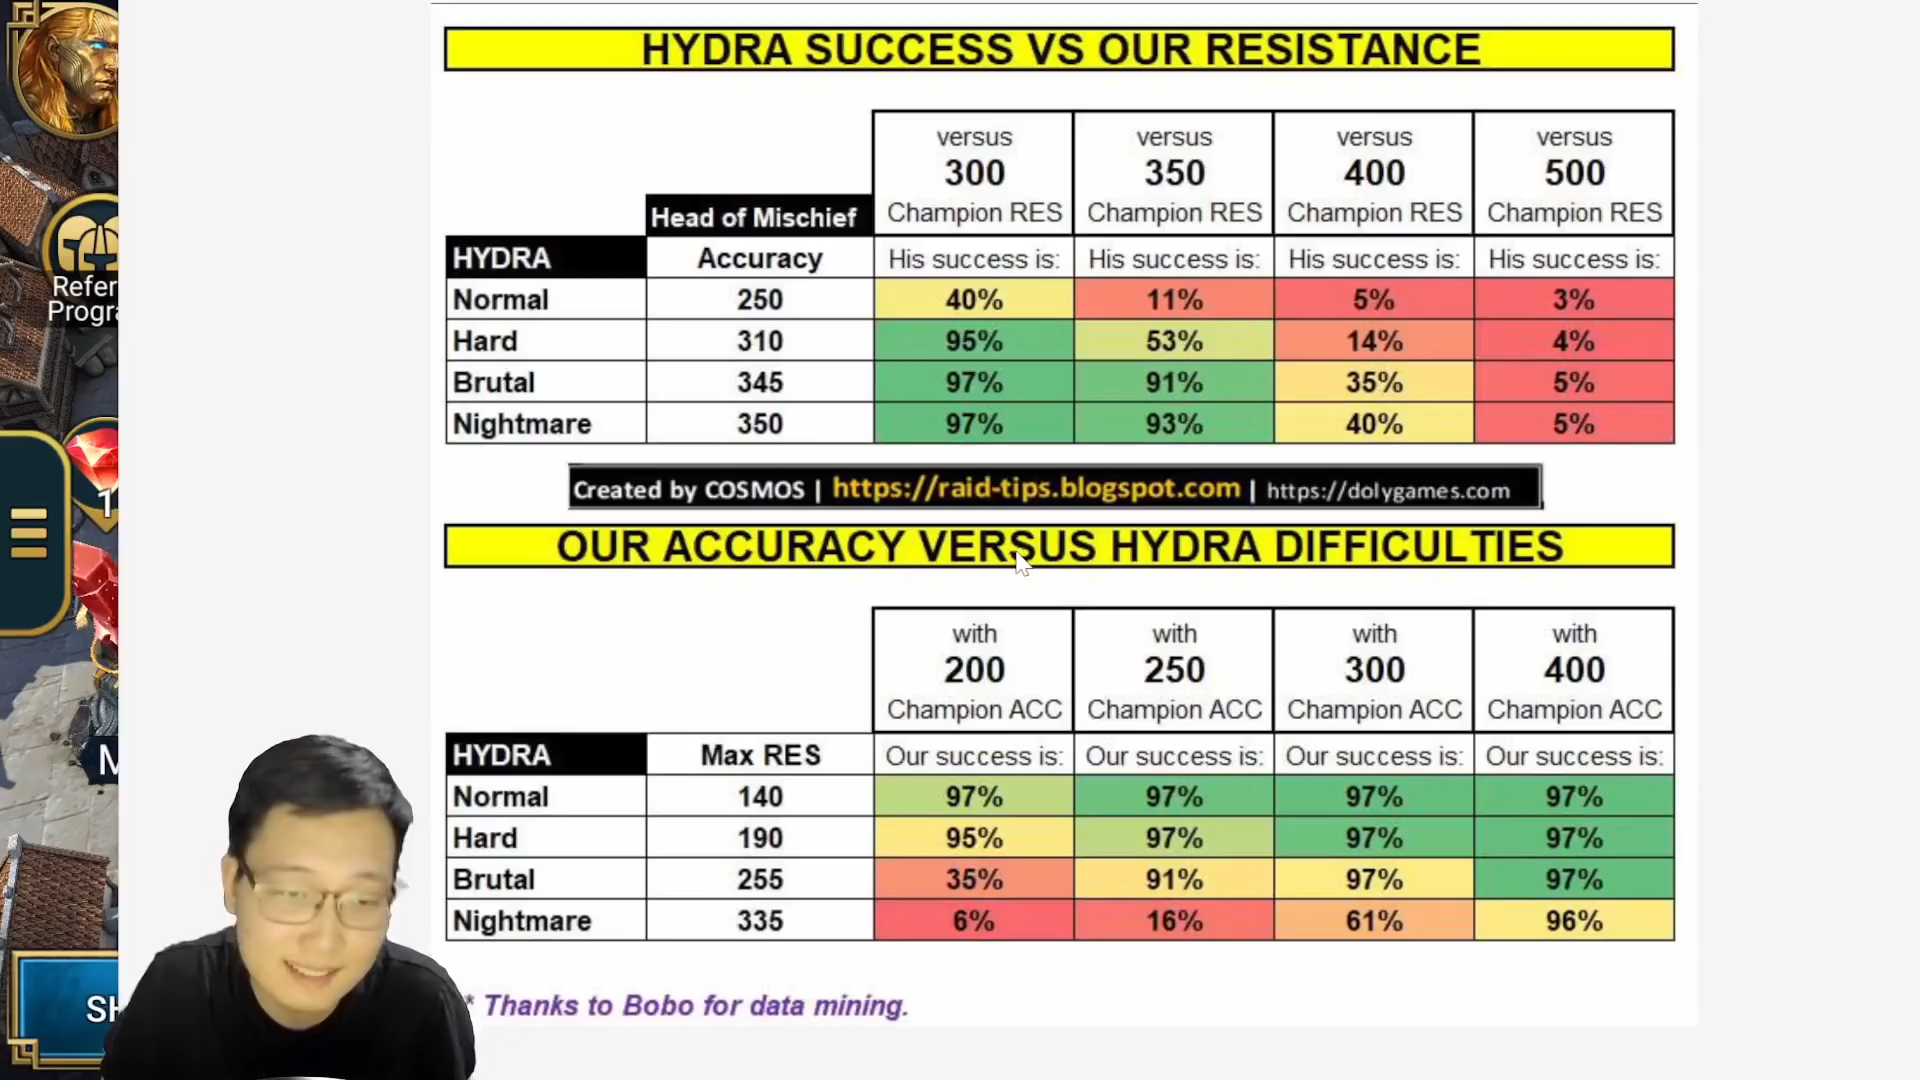 HYDRA SUCCESS VS OUR RESISTANCE
versus versus versus versus
300 350 400 500
Head of Mischief Champion RES Champion RES Champion RES Champion RES
HYDRA Accuracy His success is: His success is: His success is: His success is:
Normal 250 40% 11% 5% 3%
Hard 310 95% 53% 14% 4%
Brutal 345 97% 91% 35% 5%
Nightmare 350 97% 93% 40% 5%
Created by COSMOS | https://raid-tips.blogspot.com | https://dolygames.com
OUR ACCURACY VERSUS HYDRA DIFFICULTIES
with with with with
200 250 300 400
Champion ACC Champion ACC Champion ACC Champion ACC
HYDRA Max RES Our success is: Our success is: Our success is: Our success is:
Normal 140 97% 97% 97% 97%
Hard 190 95% 97% 97% 97%
Brutal 255 35% 91% 97% 97%
Nightmare 335 6% 16% 61% 96%
* Thanks to Bobo for data mining.
Refer
Progra
1
M
SH